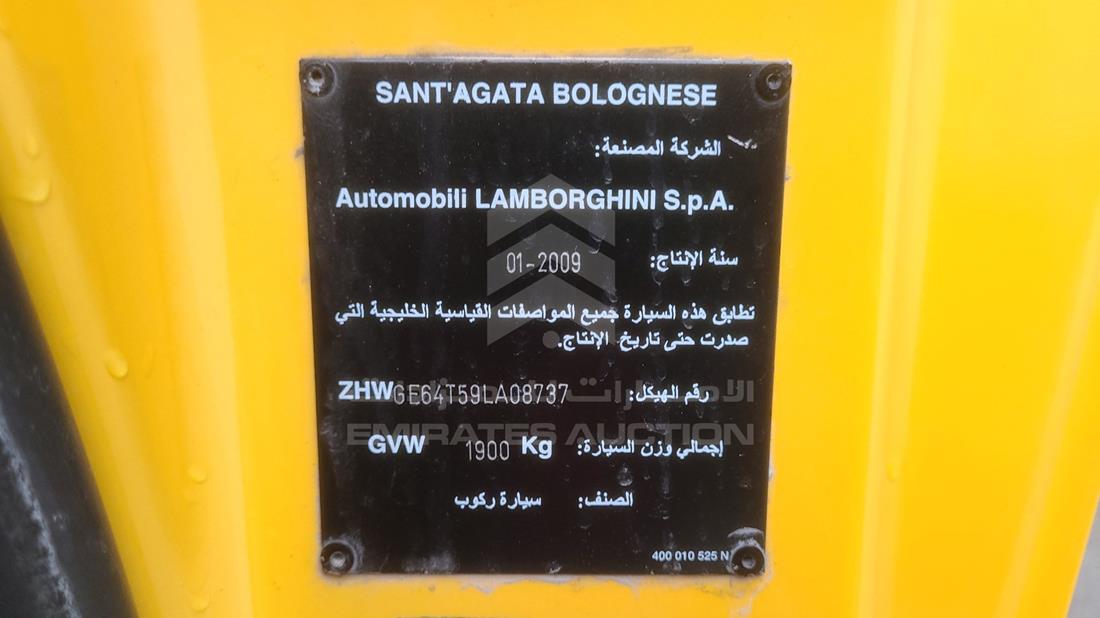 SANT'AGATA BOLOGNESE
الشركة المصنعة:
Automobili LAMBORGHINI S.p.A.
سنة الإنتاج: 01-2009
تطابق هذه السيارة جميع المواصفات القياسية الخليجية التي
صدرت حتى تاريخ الإنتاج.
رقم الهيكل: ZHWGE64T59LA08737
الامارات للمزادات
EMIRATES AUCTION
إجمالي وزن السيارة: GVW 1900 Kg
الصنف: سيارة ركوب
400 010 525 N